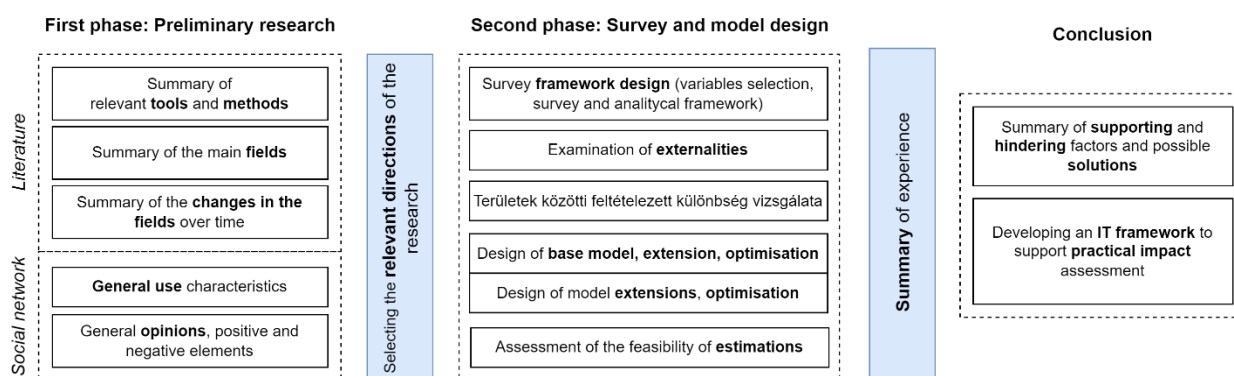 First phase: Preliminary research
Literature
Summary of
relevant tools and methods
Summary of the main fields
Summary of the changes in the
fields over time
Social network
General use characteristics
General opinions, positive and
negative elements
Selecting the relevant directions of the
research
Second phase: Survey and model design
Survey framework design (variables selection,
survey and analitycal framework)
Examination of externalities
Területek közötti feltételezett különbség vizsgálata
Design of base model, extension, optimisation
Design of model extensions, optimisation
Assessment of the feasibility of estimations
Summary of experience
Conclusion
Summary of supporting and
hindering factors and possible
solutions
Developing an IT framework to
support practical impact
assessment